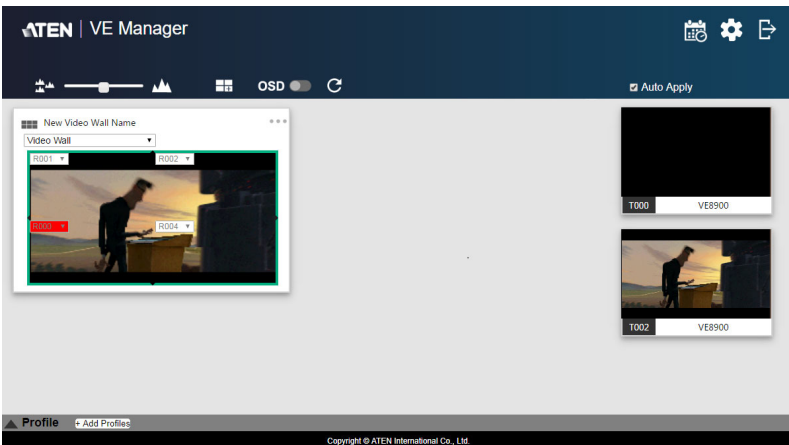 ATEN | VE Manager
OSD
Auto Apply
New Video Wall Name
Video Wall
R001 R002
R000 R004
T000 VE8900
T002 VE8900
Profile + Add Profiles
Copyright © ATEN International Co., Ltd.